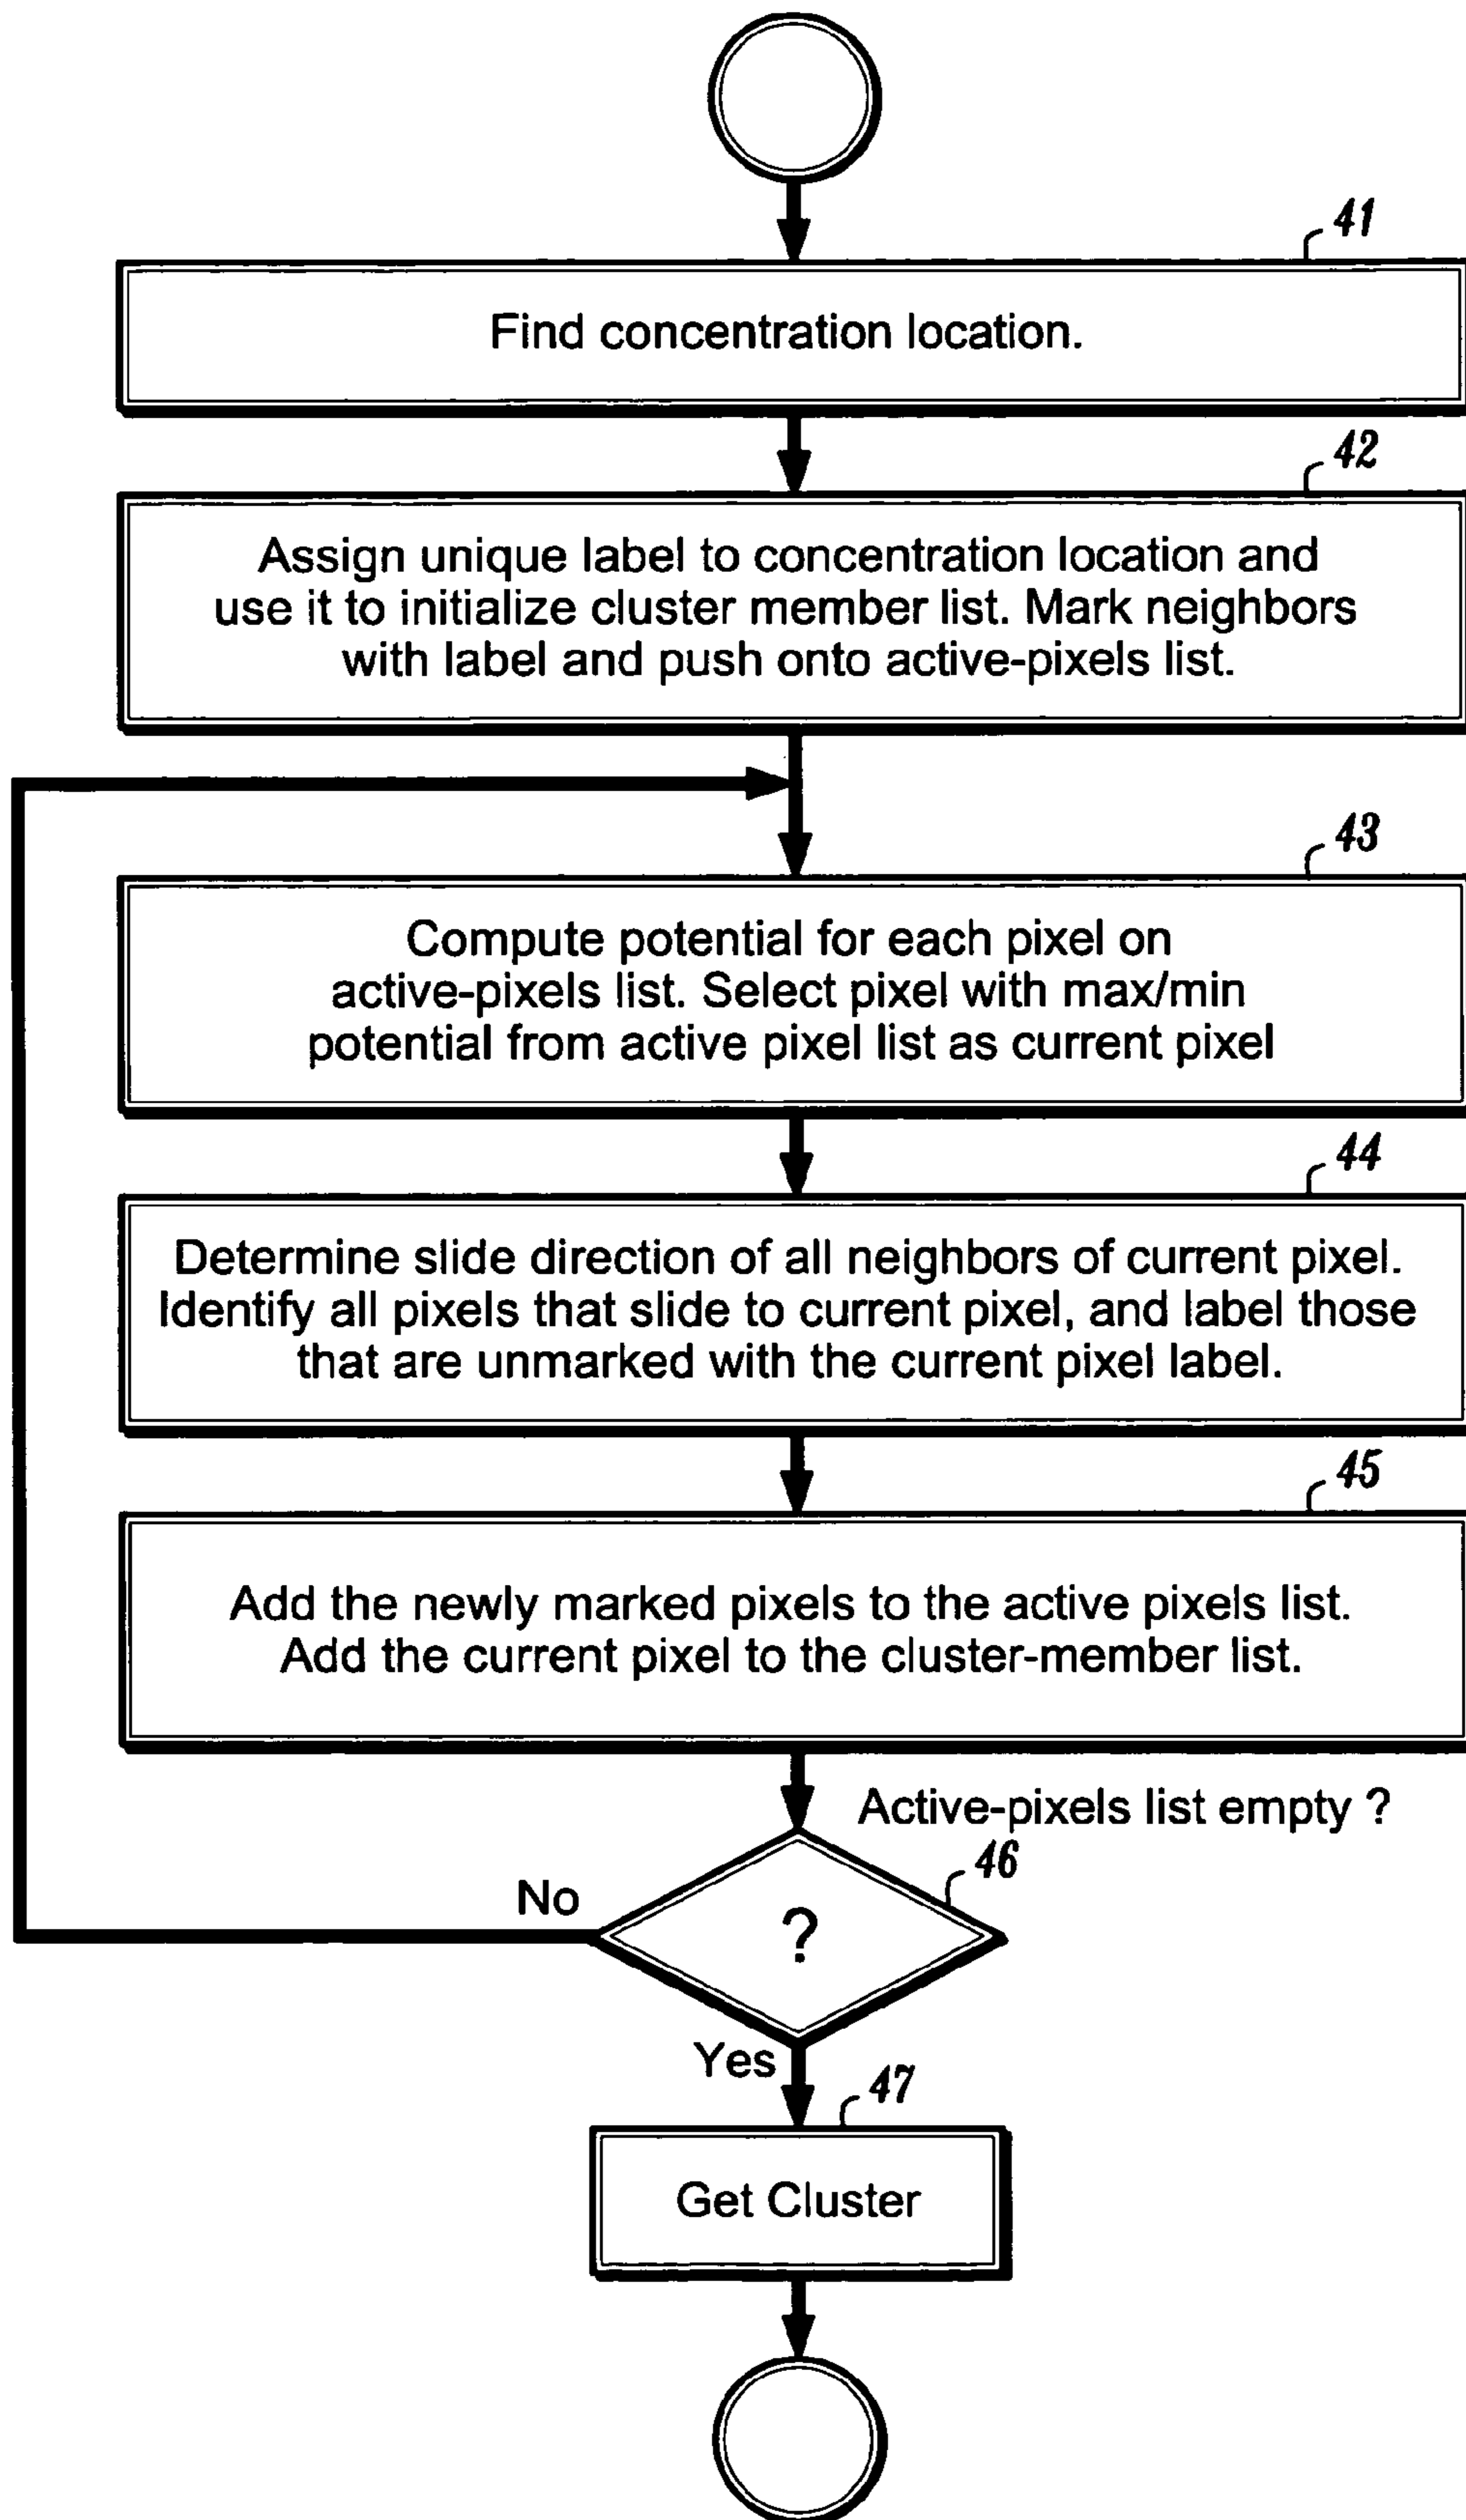 41
Find concentration location.
42
Assign unique label to concentration location and
use it to initialize cluster member list. Mark neighbors
with label and push onto active-pixels list.
43
Compute potential for each pixel on
active-pixels list. Select pixel with max/min
potential from active pixel list as current pixel
44
Determine slide direction of all neighbors of current pixel.
Identify all pixels that slide to current pixel, and label those
that are unmarked with the current pixel label.
45
Add the newly marked pixels to the active pixels list.
Add the current pixel to the cluster-member list.
Active-pixels list empty ?
46
No
?
Yes
47
Get Cluster